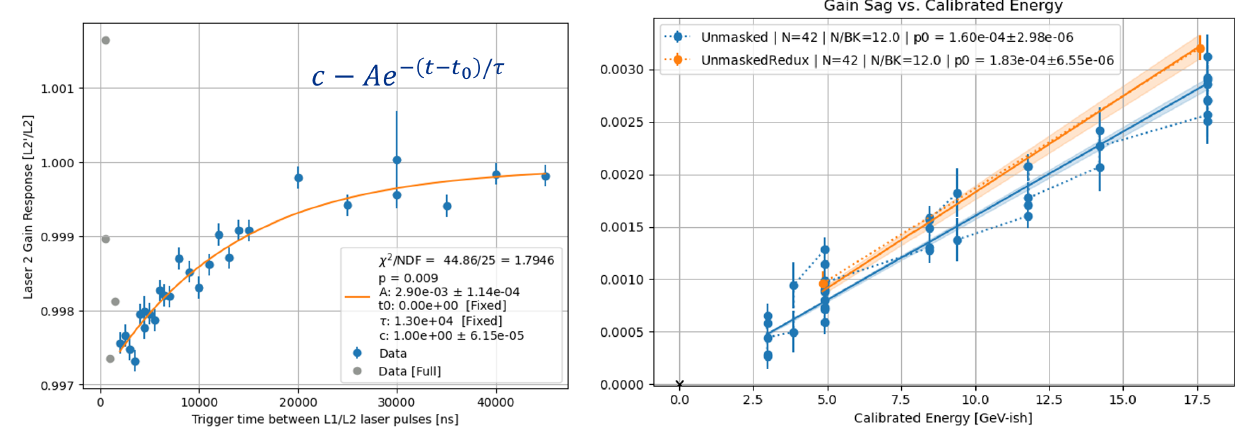 c − Ae^−(t−t0)/τ
1.001
1.000
0.999
0.998
0.997
Laser 2 Gain Response [L2'/L2]
χ²/NDF = 44.86/25 = 1.7946
p = 0.009
A: 2.90e-03 ± 1.14e-04
t0: 0.00e+00 [Fixed]
τ: 1.30e+04 [Fixed]
c: 1.00e+00 ± 6.15e-05
Data
Data [Full]
0 10000 20000 30000 40000
Trigger time between L1/L2 laser pulses [ns]
Gain Sag vs. Calibrated Energy
Unmasked | N=42 | N/BK=12.0 | p0 = 1.60e-04±2.98e-06
UnmaskedRedux | N=42 | N/BK=12.0 | p0 = 1.83e-04±6.55e-06
0.0030
0.0025
0.0020
0.0015
0.0010
0.0005
0.0000
0.0 2.5 5.0 7.5 10.0 12.5 15.0 17.5
Calibrated Energy [GeV-ish]